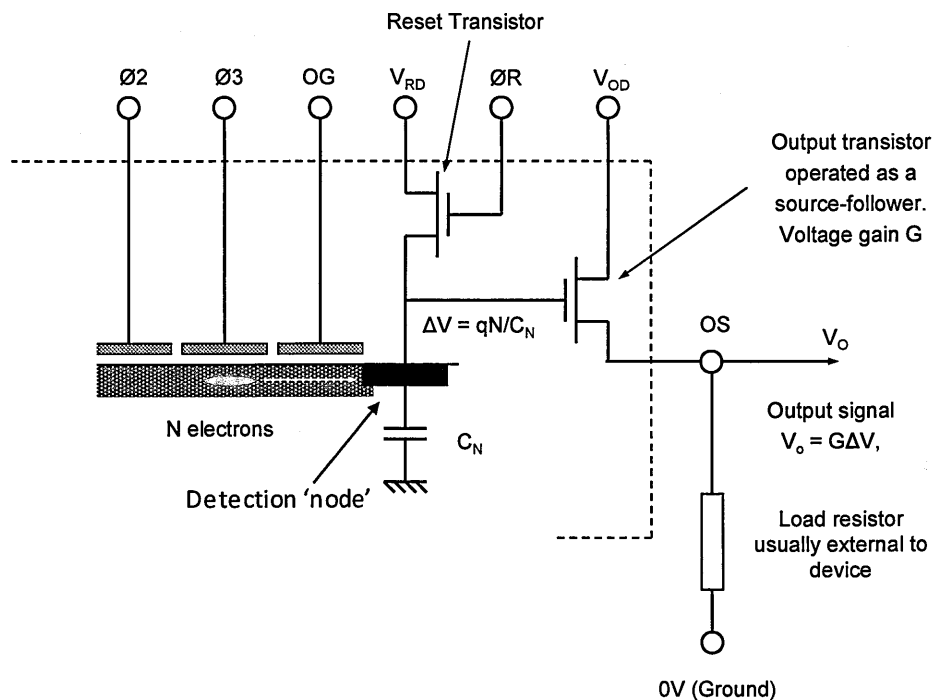 Reset Transistor
Ø2
Ø3
OG
V_RD
ØR
V_OD
Output transistor
operated as a
source-follower.
Voltage gain G
ΔV = qN/C_N
OS
V_O
N electrons
C_N
Output signal
V_o = GΔV,
Detection ‘node’
Load resistor
usually external to
device
0V (Ground)